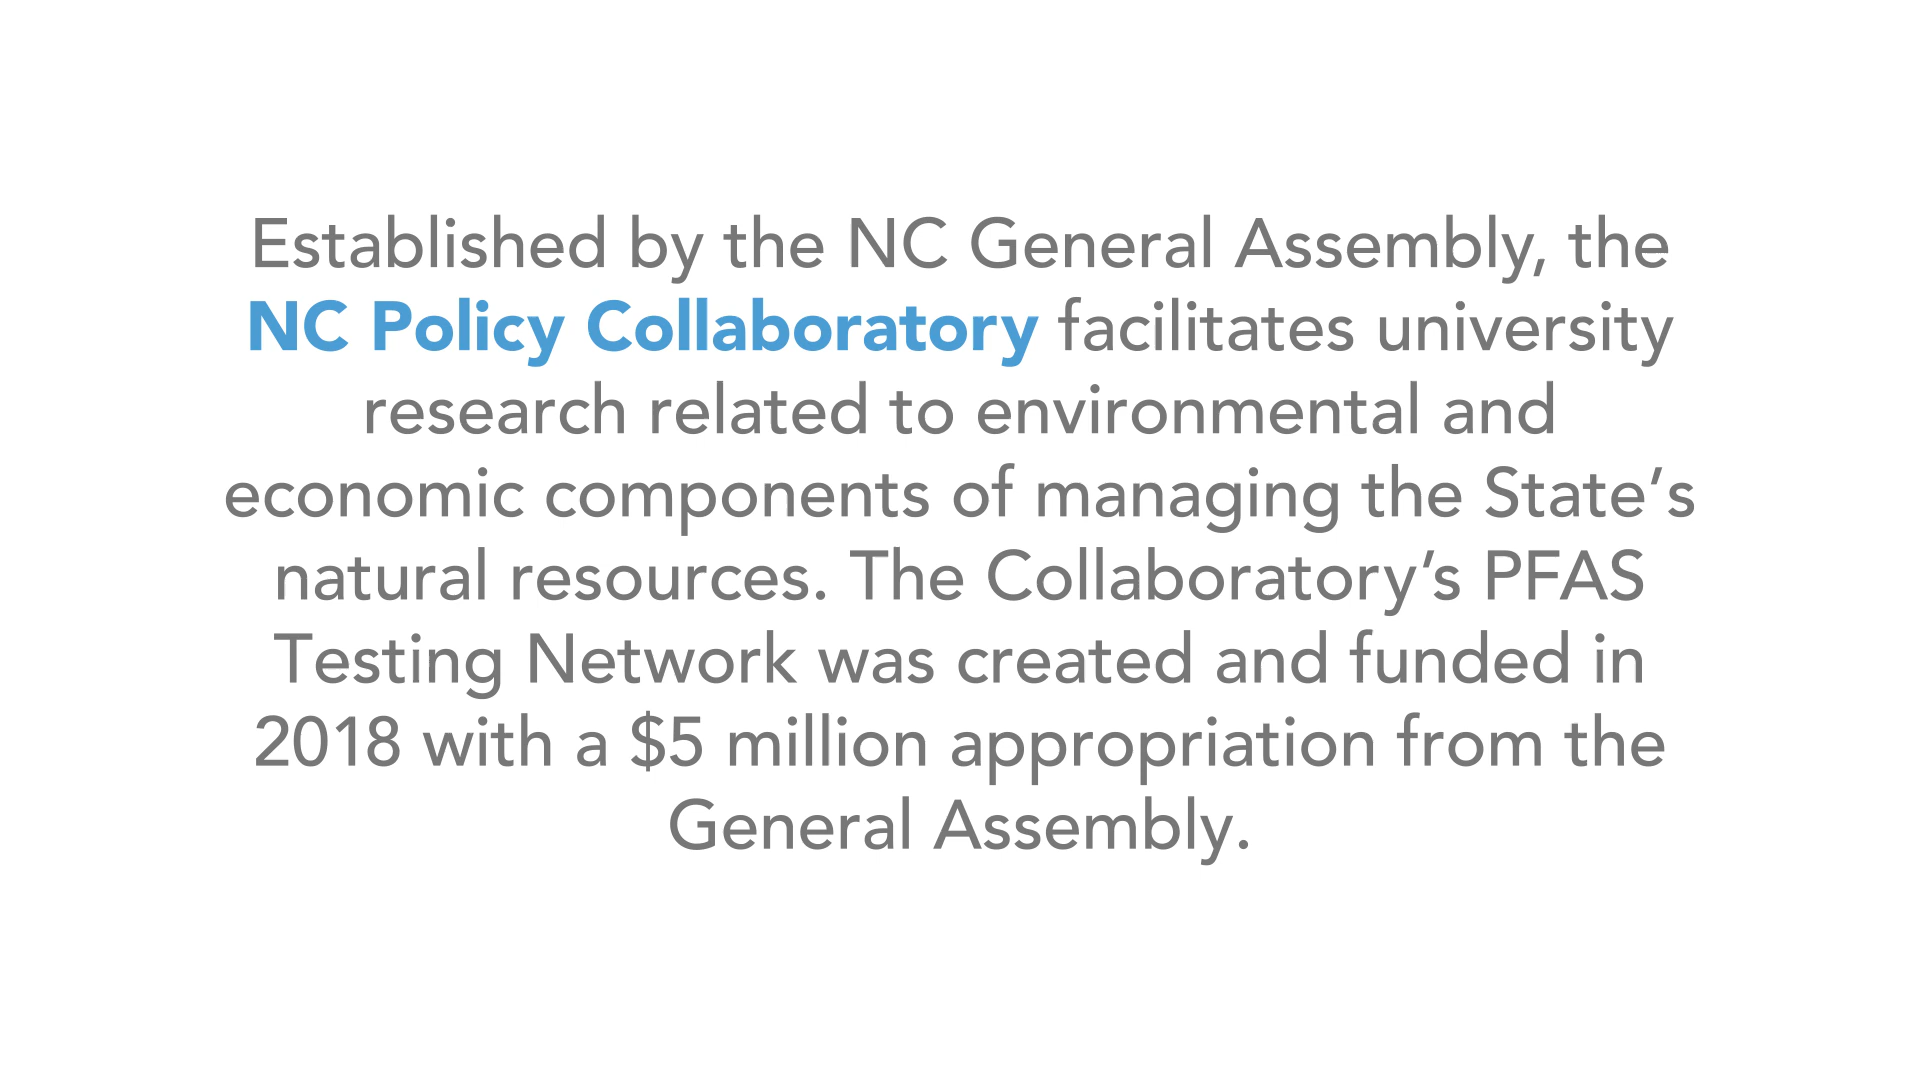 Established by the NC General Assembly, the
NC Policy Collaboratory facilitates university
research related to environmental and
economic components of managing the State’s
natural resources. The Collaboratory’s PFAS
Testing Network was created and funded in
2018 with a $5 million appropriation from the
General Assembly.